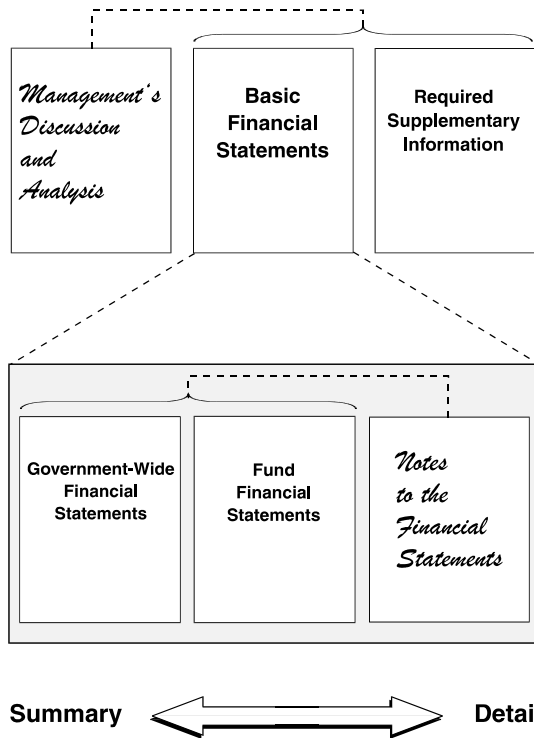 Management's
Discussion
and
Analysis
Basic
Financial
Statements
Required
Supplementary
Information
Government-Wide
Financial
Statements
Fund
Financial
Statements
Notes
to the
Financial
Statements
Summary
Detai